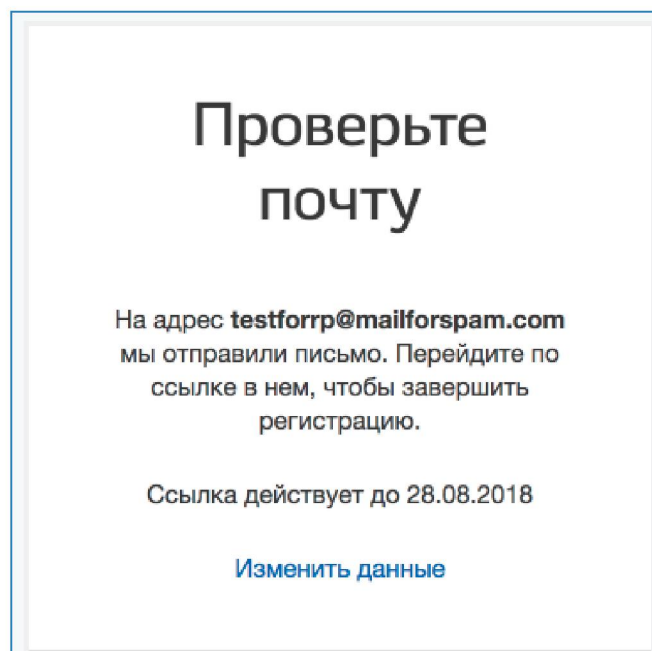 Проверьте
почту
На адрес testforrp@mailforspam.com
мы отправили письмо. Перейдите по
ссылке в нем, чтобы завершить
регистрацию.
Ссылка действует до 28.08.2018
Изменить данные